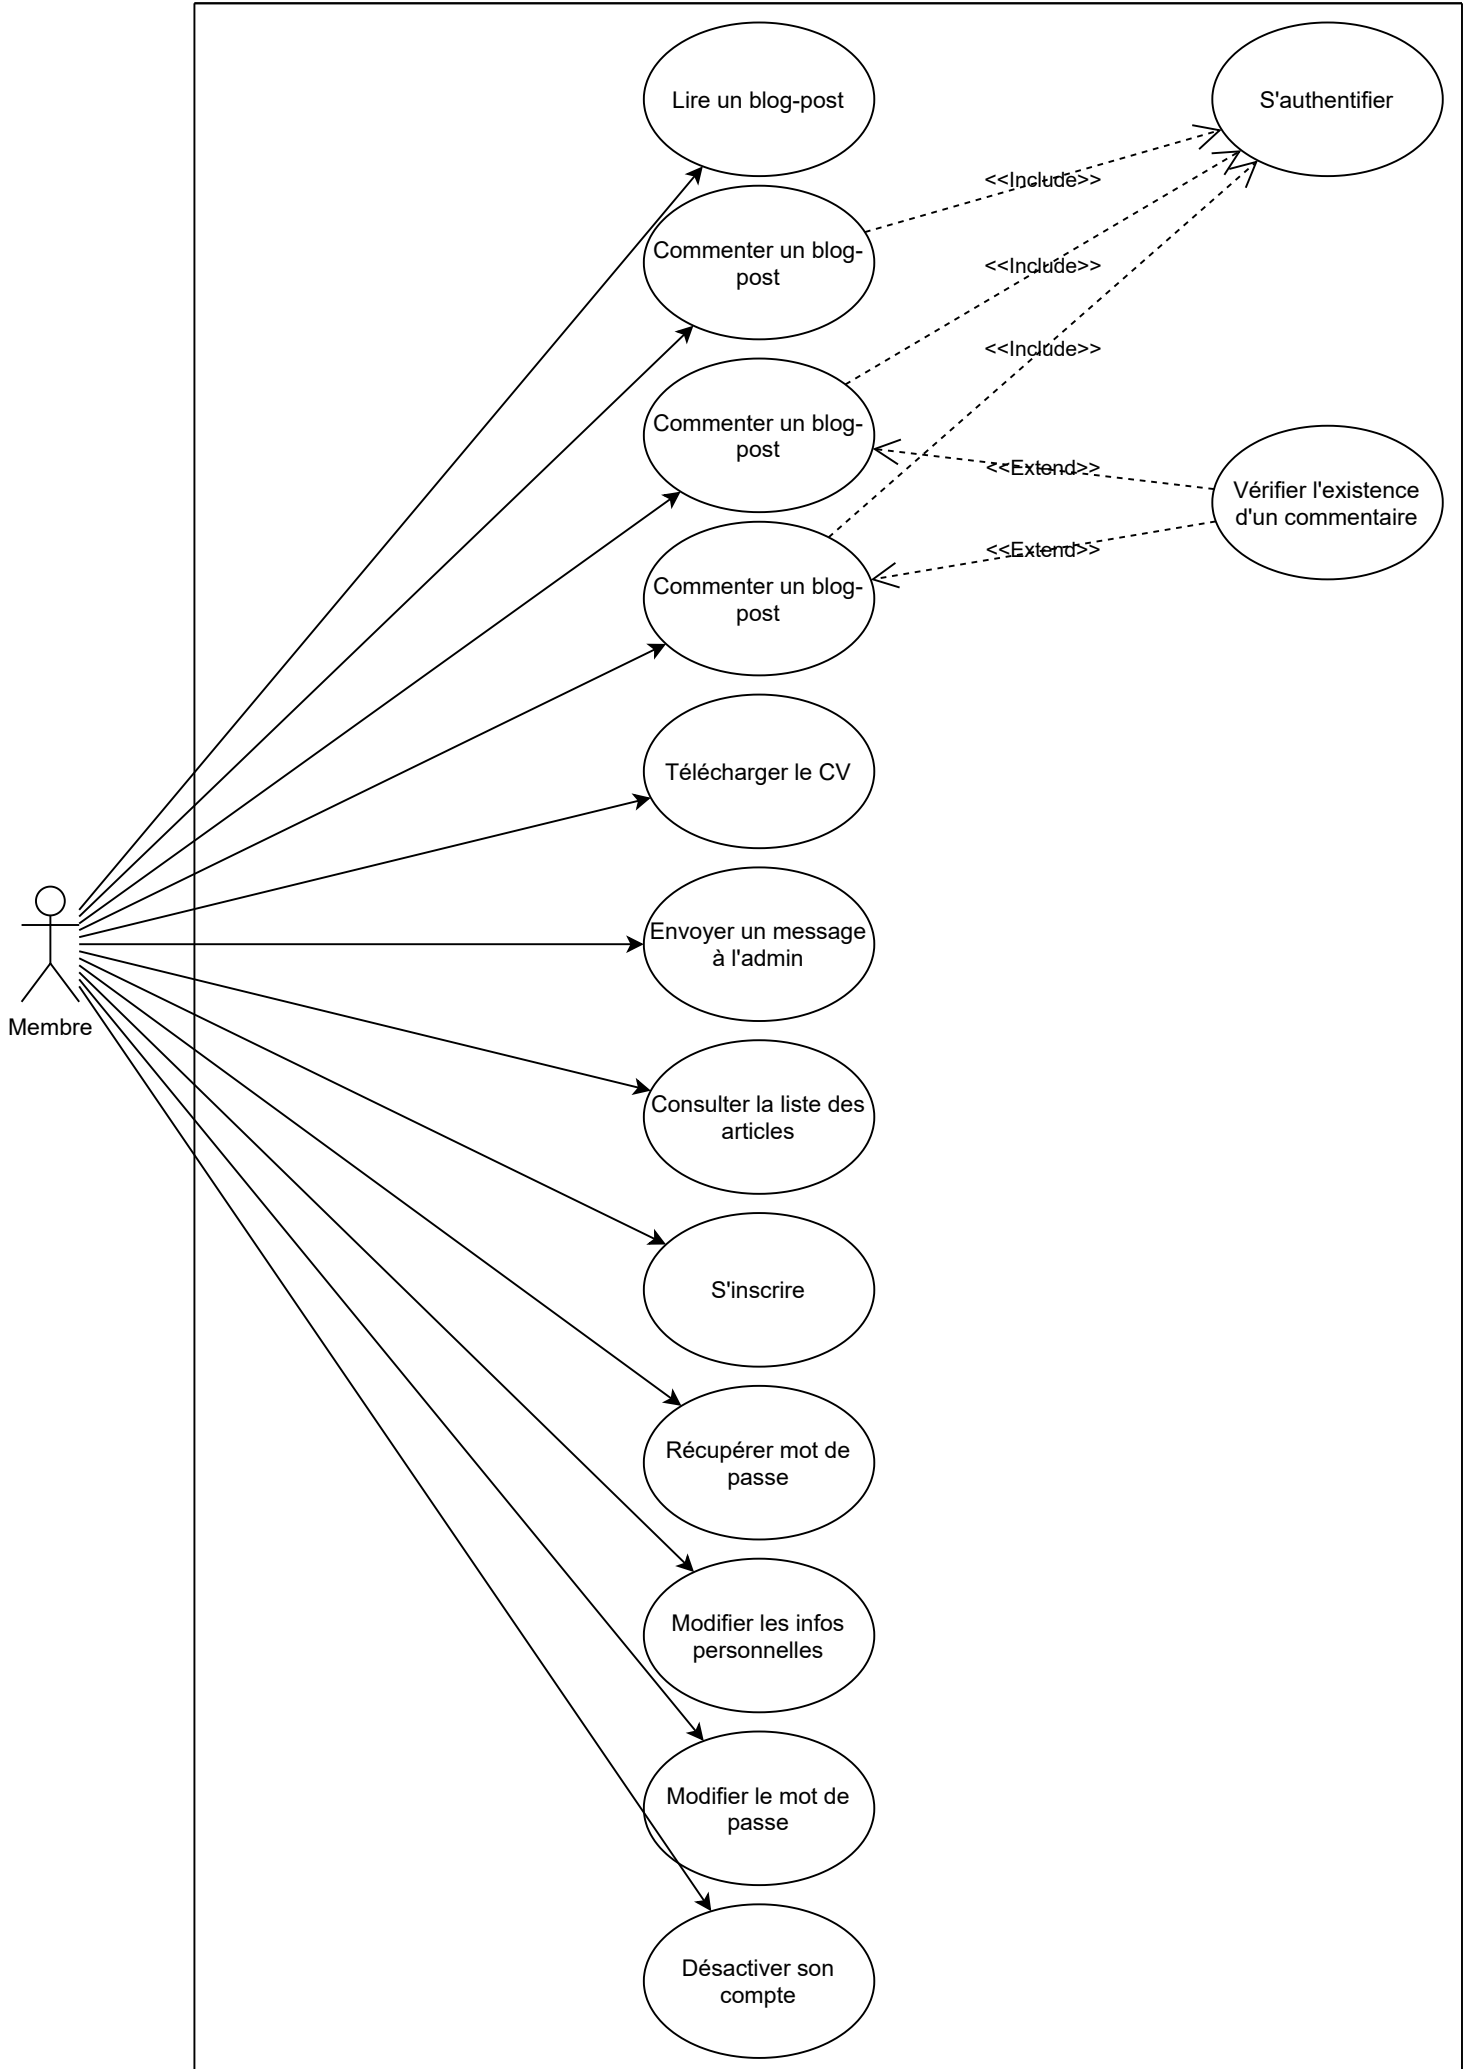 Lire un blog-post
S'authentifier
<<Include>>
Commenter un blog-
post
<<Include>>
<<Include>>
Commenter un blog-
post
<<Extend>>
Vérifier l'existence
d'un commentaire
<<Extend>>
Commenter un blog-
post
Télécharger le CV
Envoyer un message
à l'admin
Membre
Consulter la liste des
articles
S'inscrire
Récupérer mot de
passe
Modifier les infos
personnelles
Modifier le mot de
passe
Désactiver son
compte